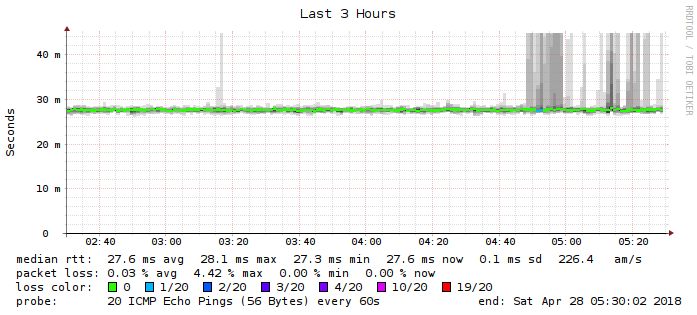 Last 3 Hours
RRDTOOL / TOBI OETIKER
Seconds
40 m
30 m
20 m
10 m
0
02:40 03:00 03:20 03:40 04:00 04:20 04:40 05:00 05:20
median rtt: 27.6 ms avg 28.1 ms max 27.3 ms min 27.6 ms now 0.1 ms sd 226.4 am/s
packet loss: 0.03 % avg 4.42 % max 0.00 % min 0.00 % now
loss color: 0 1/20 2/20 3/20 4/20 10/20 19/20
probe: 20 ICMP Echo Pings (56 Bytes) every 60s end: Sat Apr 28 05:30:02 2018